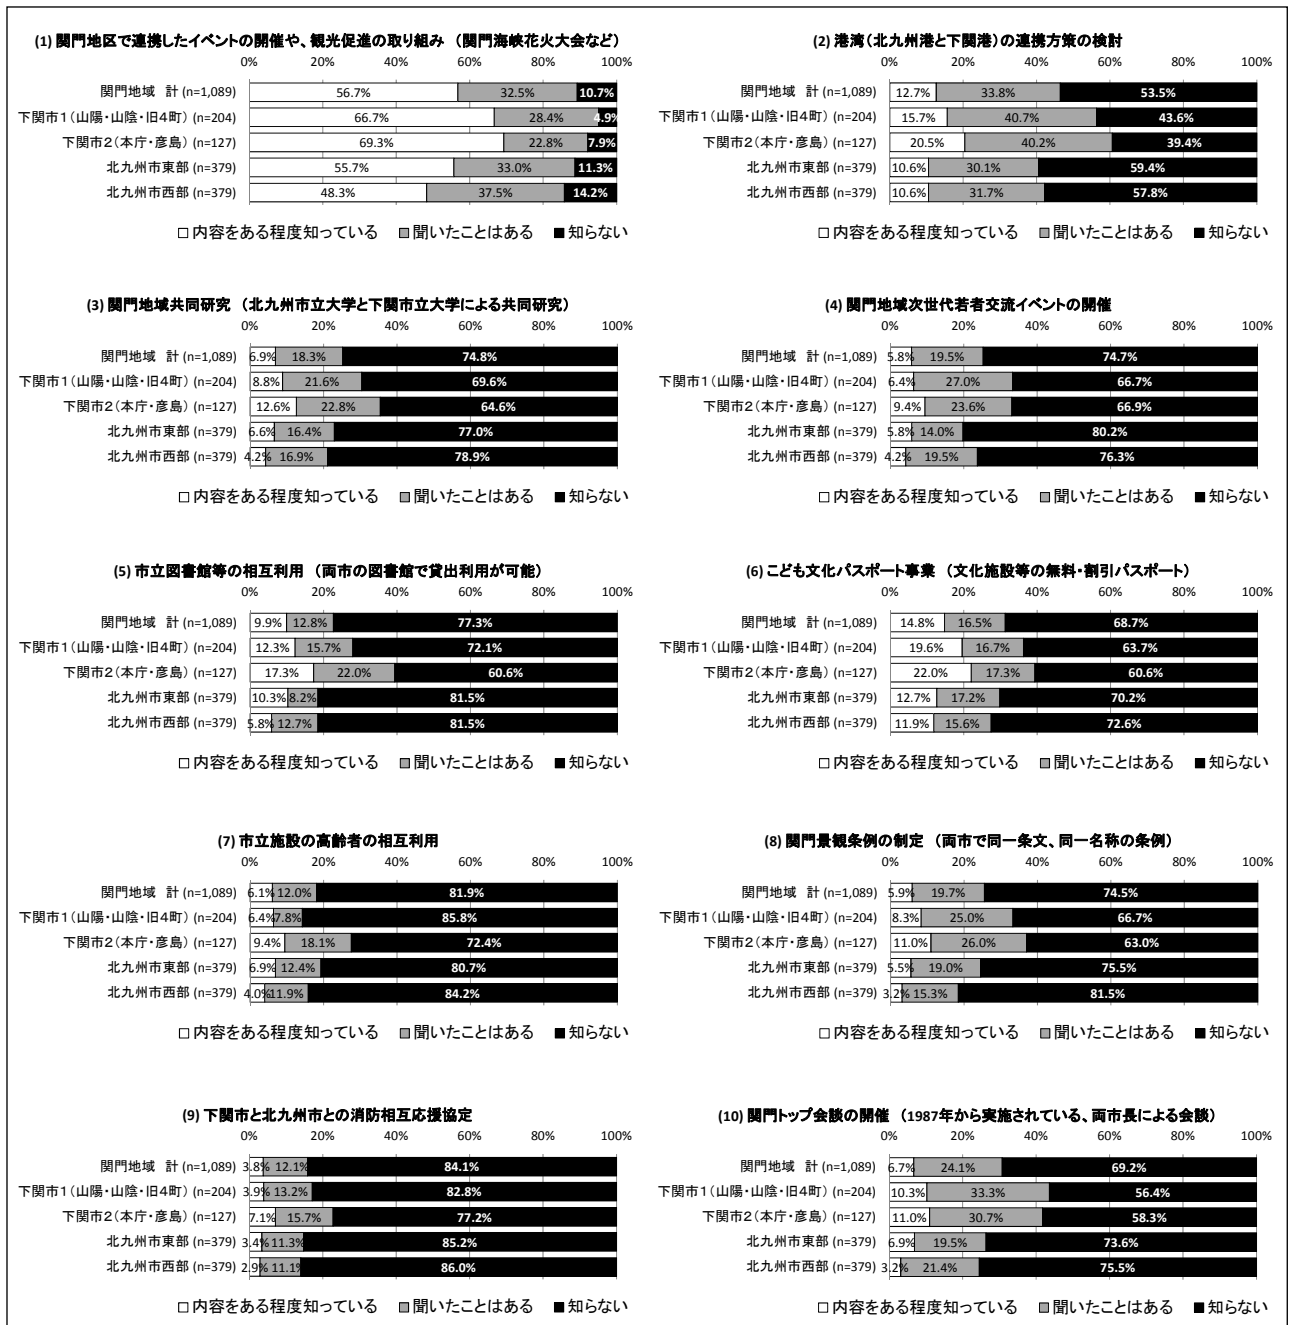 (1) 関門地区で連携したイベントの開催や、観光促進の取り組み （関門海峡花火大会など）
0% 20% 40% 60% 80% 100%
関門地域 計 (n=1,089) 56.7% 32.5% 10.7%
下関市1（山陽・山陰・旧4町） (n=204) 66.7% 28.4% 4.9%
下関市2（本庁・彦島） (n=127) 69.3% 22.8% 7.9%
北九州市東部 (n=379) 55.7% 33.0% 11.3%
北九州市西部 (n=379) 48.3% 37.5% 14.2%
内容をある程度知っている 聞いたことはある 知らない
(2) 港湾（北九州港と下関港）の連携方策の検討
0% 20% 40% 60% 80% 100%
関門地域 計 (n=1,089) 12.7% 33.8% 53.5%
下関市1（山陽・山陰・旧4町） (n=204) 15.7% 40.7% 43.6%
下関市2（本庁・彦島） (n=127) 20.5% 40.2% 39.4%
北九州市東部 (n=379) 10.6% 30.1% 59.4%
北九州市西部 (n=379) 10.6% 31.7% 57.8%
内容をある程度知っている 聞いたことはある 知らない
(3) 関門地域共同研究 （北九州市立大学と下関市立大学による共同研究）
0% 20% 40% 60% 80% 100%
関門地域 計 (n=1,089) 6.9% 18.3% 74.8%
下関市1（山陽・山陰・旧4町） (n=204) 8.8% 21.6% 69.6%
下関市2（本庁・彦島） (n=127) 12.6% 22.8% 64.6%
北九州市東部 (n=379) 6.6% 16.4% 77.0%
北九州市西部 (n=379) 4.2% 16.9% 78.9%
内容をある程度知っている 聞いたことはある 知らない
(4) 関門地域次世代若者交流イベントの開催
0% 20% 40% 60% 80% 100%
関門地域 計 (n=1,089) 5.8% 19.5% 74.7%
下関市1（山陽・山陰・旧4町） (n=204) 6.4% 27.0% 66.7%
下関市2（本庁・彦島） (n=127) 9.4% 23.6% 66.9%
北九州市東部 (n=379) 5.8% 14.0% 80.2%
北九州市西部 (n=379) 4.2% 19.5% 76.3%
内容をある程度知っている 聞いたことはある 知らない
(5) 市立図書館等の相互利用 （両市の図書館で貸出利用が可能）
0% 20% 40% 60% 80% 100%
関門地域 計 (n=1,089) 9.9% 12.8% 77.3%
下関市1（山陽・山陰・旧4町） (n=204) 12.3% 15.7% 72.1%
下関市2（本庁・彦島） (n=127) 17.3% 22.0% 60.6%
北九州市東部 (n=379) 10.3% 8.2% 81.5%
北九州市西部 (n=379) 5.8% 12.7% 81.5%
内容をある程度知っている 聞いたことはある 知らない
(6) こども文化パスポート事業 （文化施設等の無料・割引パスポート）
0% 20% 40% 60% 80% 100%
関門地域 計 (n=1,089) 14.8% 16.5% 68.7%
下関市1（山陽・山陰・旧4町） (n=204) 19.6% 16.7% 63.7%
下関市2（本庁・彦島） (n=127) 22.0% 17.3% 60.6%
北九州市東部 (n=379) 12.7% 17.2% 70.2%
北九州市西部 (n=379) 11.9% 15.6% 72.6%
内容をある程度知っている 聞いたことはある 知らない
(7) 市立施設の高齢者の相互利用
0% 20% 40% 60% 80% 100%
関門地域 計 (n=1,089) 6.1% 12.0% 81.9%
下関市1（山陽・山陰・旧4町） (n=204) 6.4% 7.8% 85.8%
下関市2（本庁・彦島） (n=127) 9.4% 18.1% 72.4%
北九州市東部 (n=379) 6.9% 12.4% 80.7%
北九州市西部 (n=379) 4.0% 11.9% 84.2%
内容をある程度知っている 聞いたことはある 知らない
(8) 関門景観条例の制定 （両市で同一条文、同一名称の条例）
0% 20% 40% 60% 80% 100%
関門地域 計 (n=1,089) 5.9% 19.7% 74.5%
下関市1（山陽・山陰・旧4町） (n=204) 8.3% 25.0% 66.7%
下関市2（本庁・彦島） (n=127) 11.0% 26.0% 63.0%
北九州市東部 (n=379) 5.5% 19.0% 75.5%
北九州市西部 (n=379) 3.2% 15.3% 81.5%
内容をある程度知っている 聞いたことはある 知らない
(9) 下関市と北九州市との消防相互応援協定
0% 20% 40% 60% 80% 100%
関門地域 計 (n=1,089) 3.8% 12.1% 84.1%
下関市1（山陽・山陰・旧4町） (n=204) 3.9% 13.2% 82.8%
下関市2（本庁・彦島） (n=127) 7.1% 15.7% 77.2%
北九州市東部 (n=379) 3.4% 11.3% 85.2%
北九州市西部 (n=379) 2.9% 11.1% 86.0%
内容をある程度知っている 聞いたことはある 知らない
(10) 関門トップ会談の開催 （1987年から実施されている、両市長による会談）
0% 20% 40% 60% 80% 100%
関門地域 計 (n=1,089) 6.7% 24.1% 69.2%
下関市1（山陽・山陰・旧4町） (n=204) 10.3% 33.3% 56.4%
下関市2（本庁・彦島） (n=127) 11.0% 30.7% 58.3%
北九州市東部 (n=379) 6.9% 19.5% 73.6%
北九州市西部 (n=379) 3.2% 21.4% 75.5%
内容をある程度知っている 聞いたことはある 知らない